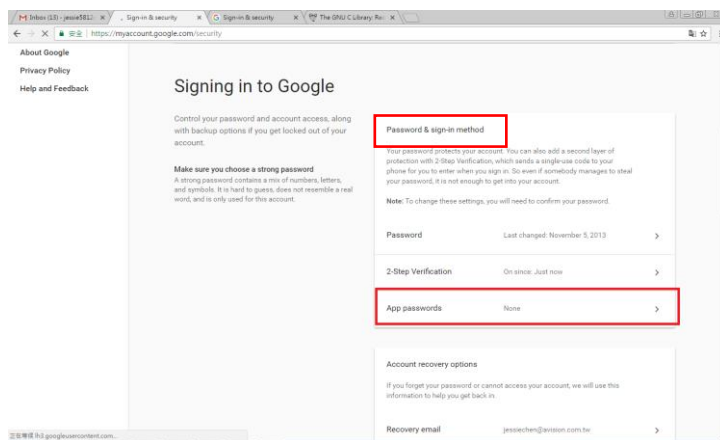 Inbox (13) - jessie581
Sign-in & security
Sign-in & security
The GNU C Library: Re
安全 | https://myaccount.google.com/security
About Google
Privacy Policy
Help and Feedback
Signing in to Google
Control your password and account access, along
with backup options if you get locked out of your
account.
Make sure you choose a strong password
A strong password contains a mix of numbers, letters,
and symbols. It is hard to guess, does not resemble a real
word, and is only used for this account.
Password & sign-in method
Your password protects your account. You can also add a second layer of
protection with 2-Step Verification, which sends a single-use code to your
phone for you to enter when you sign in. So even if somebody manages to steal
your password, it is not enough to get into your account.
Note: To change these settings, you will need to confirm your password.
Password Last changed: November 5, 2013
2-Step Verification On since: Just now
App passwords None
Account recovery options
If you forget your password or cannot access your account, we will use this
information to help you get back in
Recovery email jessiechen@avision.com.tw
lh3.googleusercontent.com...